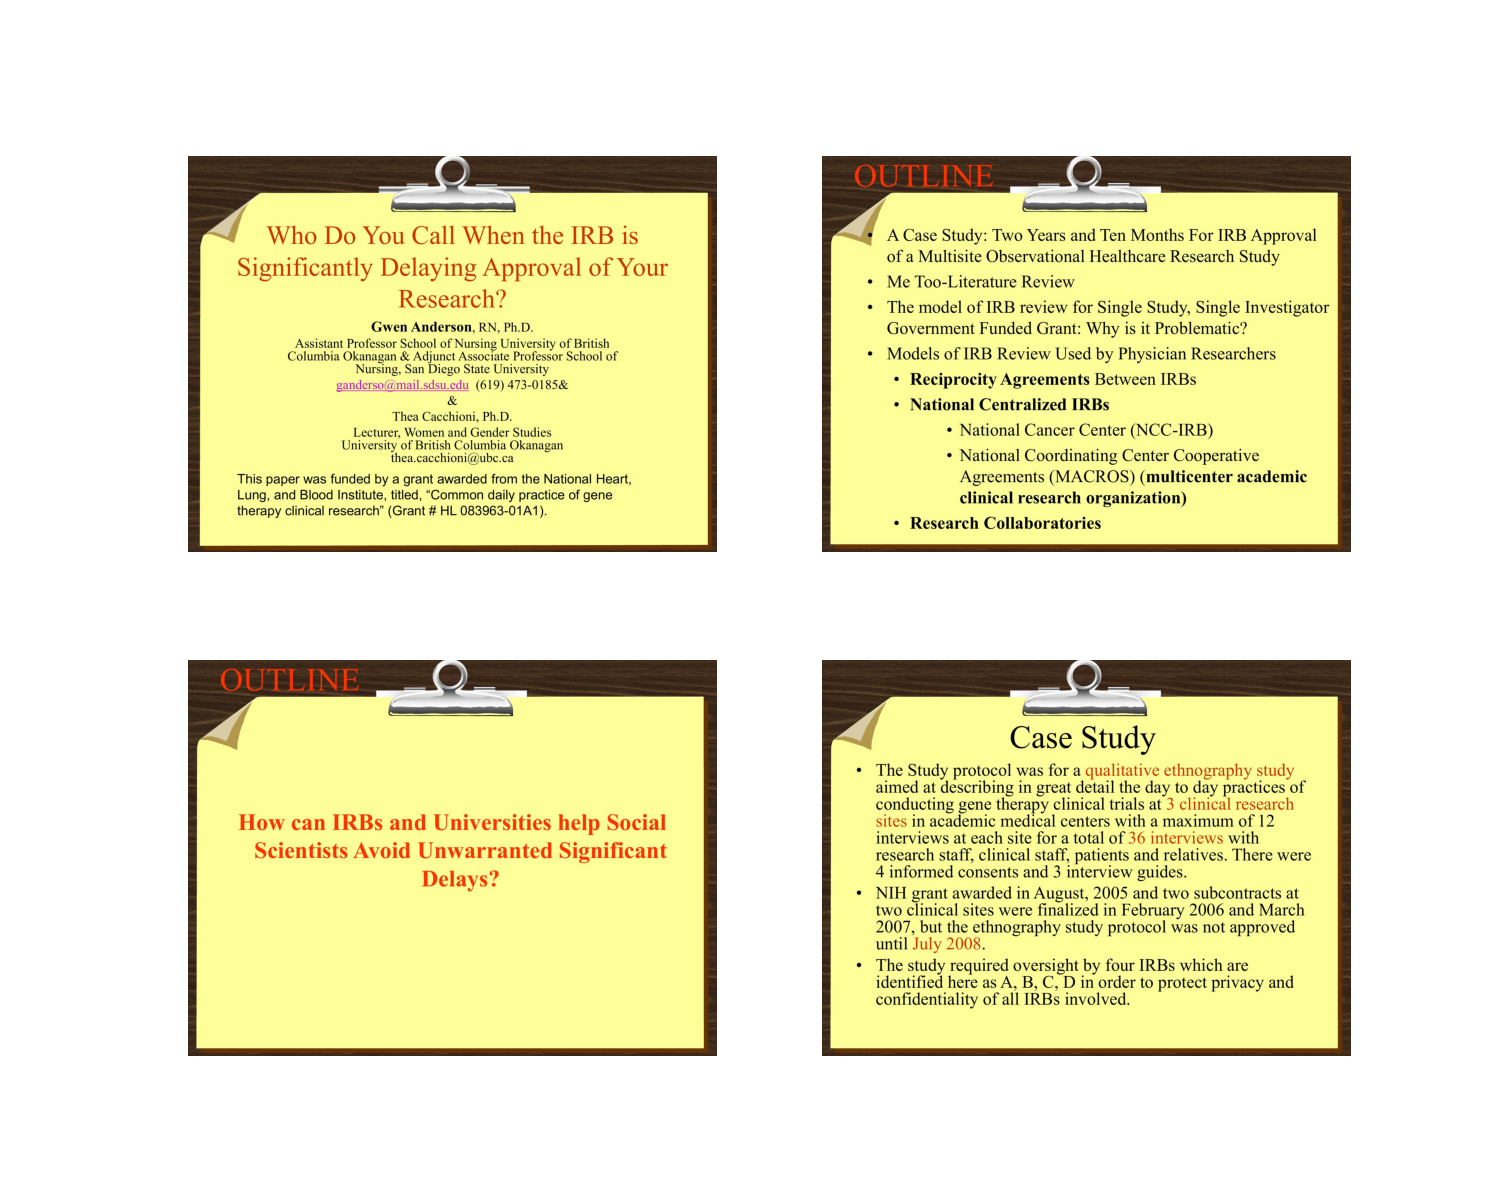 Who Do You Call When the IRB is
Significantly Delaying Approval of Your
Research?
Gwen Anderson, RN, Ph.D.
Assistant Professor School of Nursing University of British
Columbia Okanagan & Adjunct Associate Professor School of
Nursing, San Diego State University
ganderso@mail.sdsu.edu (619) 473-0185&
&
Thea Cacchioni, Ph.D.
Lecturer, Women and Gender Studies
University of British Columbia Okanagan
thea.cacchioni@ubc.ca
This paper was funded by a grant awarded from the National Heart,
Lung, and Blood Institute, titled, “Common daily practice of gene
therapy clinical research” (Grant # HL 083963-01A1).
OUTLINE
• A Case Study: Two Years and Ten Months For IRB Approval
of a Multisite Observational Healthcare Research Study
• Me Too-Literature Review
• The model of IRB review for Single Study, Single Investigator
Government Funded Grant: Why is it Problematic?
• Models of IRB Review Used by Physician Researchers
• Reciprocity Agreements Between IRBs
• National Centralized IRBs
• National Cancer Center (NCC-IRB)
• National Coordinating Center Cooperative
Agreements (MACROS) (multicenter academic
clinical research organization)
• Research Collaboratories
OUTLINE
How can IRBs and Universities help Social
Scientists Avoid Unwarranted Significant
Delays?
Case Study
• The Study protocol was for a qualitative ethnography study
aimed at describing in great detail the day to day practices of
conducting gene therapy clinical trials at 3 clinical research
sites in academic medical centers with a maximum of 12
interviews at each site for a total of 36 interviews with
research staff, clinical staff, patients and relatives. There were
4 informed consents and 3 interview guides.
• NIH grant awarded in August, 2005 and two subcontracts at
two clinical sites were finalized in February 2006 and March
2007, but the ethnography study protocol was not approved
until July 2008.
• The study required oversight by four IRBs which are
identified here as A, B, C, D in order to protect privacy and
confidentiality of all IRBs involved.